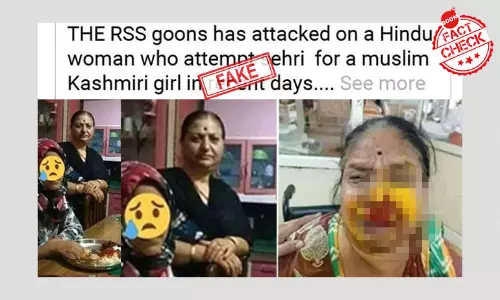 THE RSS goons has attacked on a Hindu
woman who attempt sehri for a muslim
Kashmiri girl in days.... See more
FAKE
BOOM
FACT
CHECK